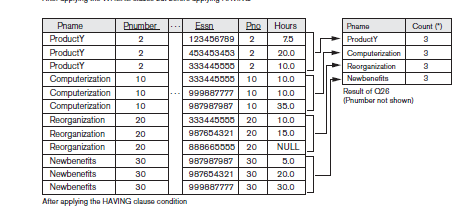 Pname Pnumber ... Essn Pno Hours
ProductY 2 123456789 2 7.5
ProductY 2 453453453 2 20.0
ProductY 2 333445555 2 10.0
Computerization 10 333445555 10 10.0
Computerization 10 ... 999887777 10 10.0
Computerization 10 987987987 10 35.0
Reorganization 20 333445555 20 10.0
Reorganization 20 987654321 20 15.0
Reorganization 20 888665555 20 NULL
Newbenefits 30 987987987 30 5.0
Newbenefits 30 987654321 30 20.0
Newbenefits 30 999887777 30 30.0
After applying the HAVING clause condition
Pname Count (*)
ProductY 3
Computerization 3
Reorganization 3
Newbenefits 3
Result of Q26
(Pnumber not shown)